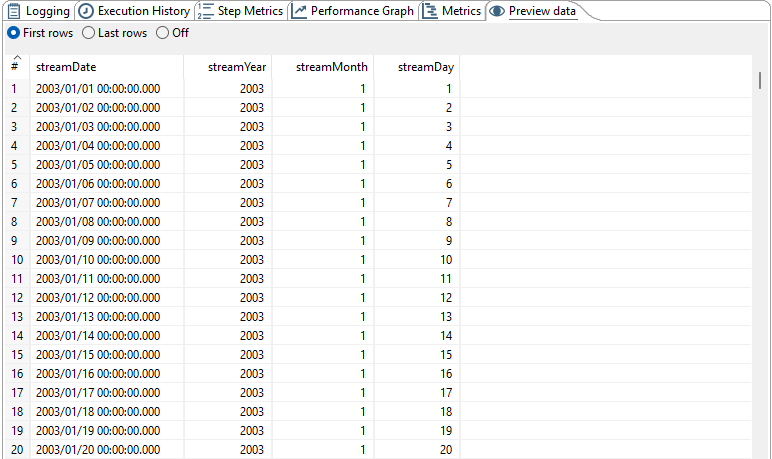 Logging Execution History Step Metrics Performance Graph Metrics Preview data
First rows Last rows Off
# streamDate streamYear streamMonth streamDay
1 2003/01/01 00:00:00.000 2003 1 1
2 2003/01/02 00:00:00.000 2003 1 2
3 2003/01/03 00:00:00.000 2003 1 3
4 2003/01/04 00:00:00.000 2003 1 4
5 2003/01/05 00:00:00.000 2003 1 5
6 2003/01/06 00:00:00.000 2003 1 6
7 2003/01/07 00:00:00.000 2003 1 7
8 2003/01/08 00:00:00.000 2003 1 8
9 2003/01/09 00:00:00.000 2003 1 9
10 2003/01/10 00:00:00.000 2003 1 10
11 2003/01/11 00:00:00.000 2003 1 11
12 2003/01/12 00:00:00.000 2003 1 12
13 2003/01/13 00:00:00.000 2003 1 13
14 2003/01/14 00:00:00.000 2003 1 14
15 2003/01/15 00:00:00.000 2003 1 15
16 2003/01/16 00:00:00.000 2003 1 16
17 2003/01/17 00:00:00.000 2003 1 17
18 2003/01/18 00:00:00.000 2003 1 18
19 2003/01/19 00:00:00.000 2003 1 19
20 2003/01/20 00:00:00.000 2003 1 20